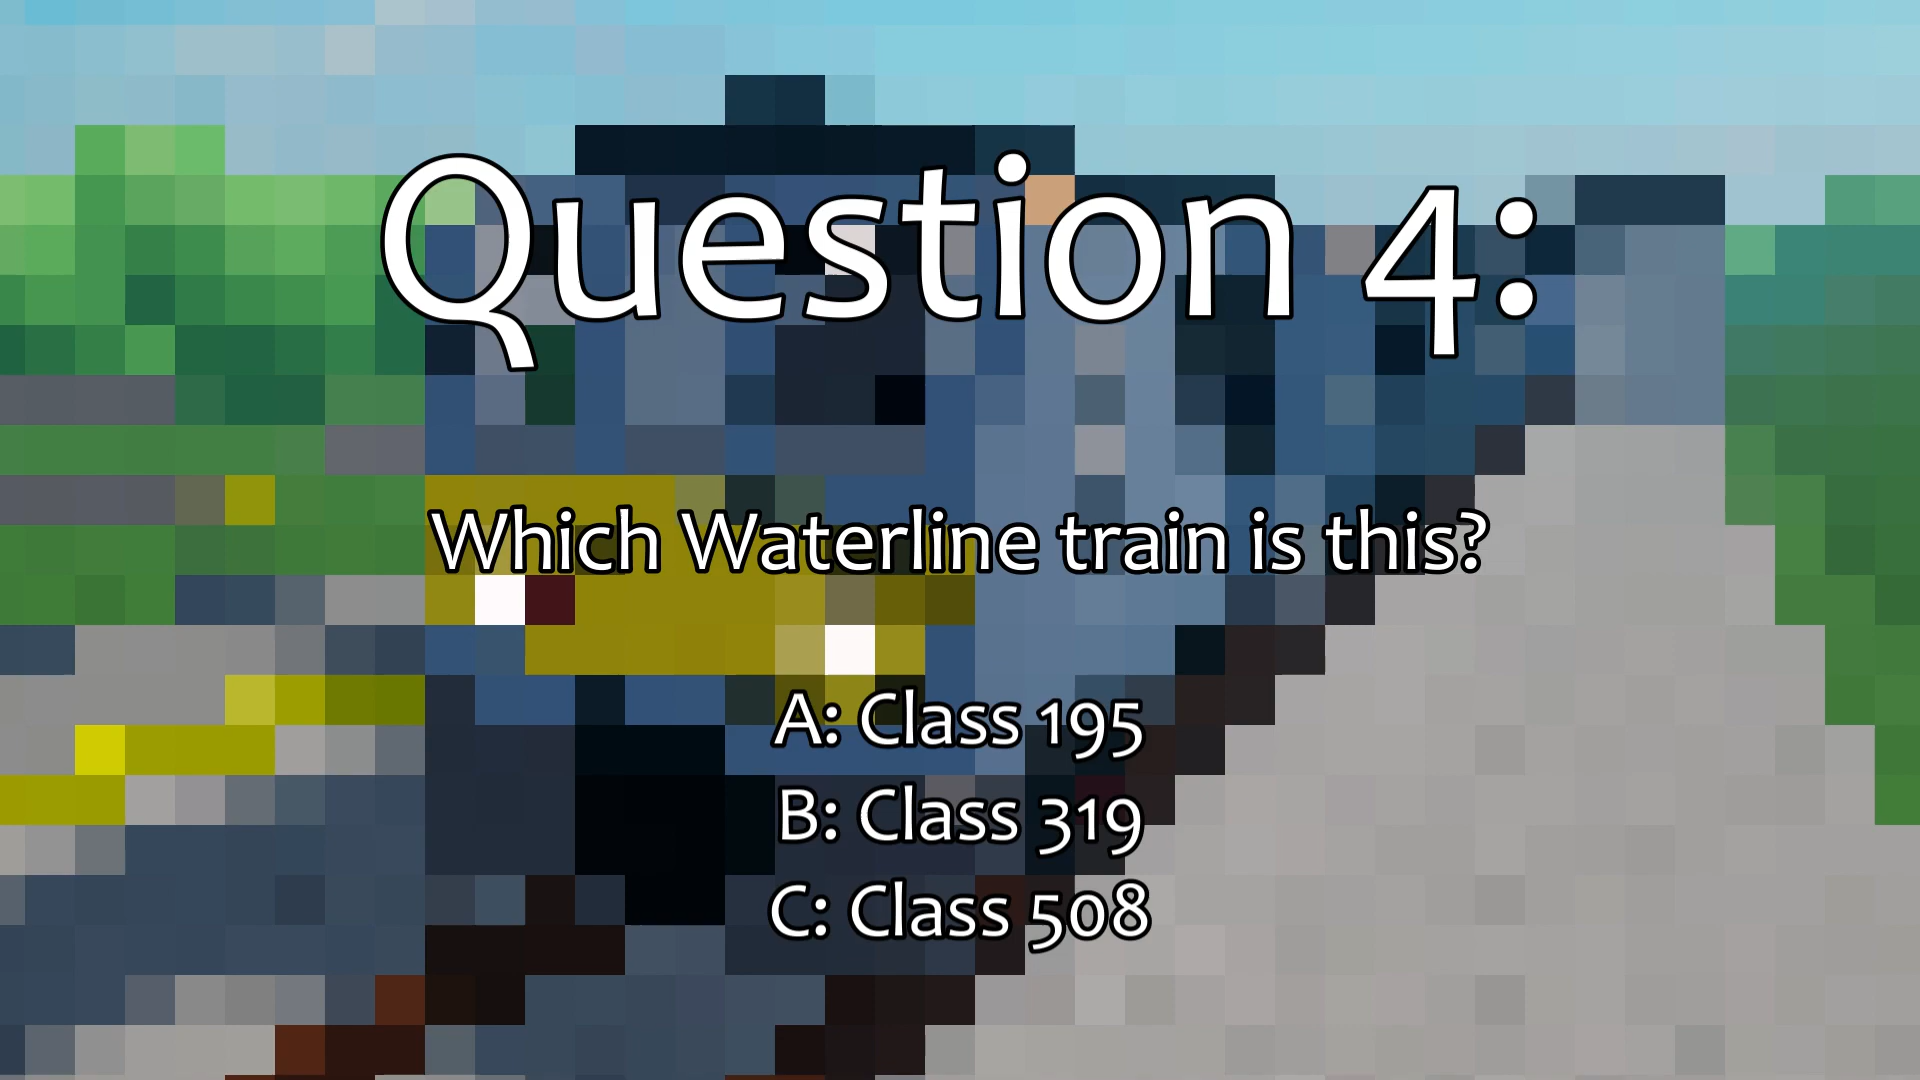 Question 4:
Which Waterline train is this?
A: Class 195
B: Class 319
C: Class 508